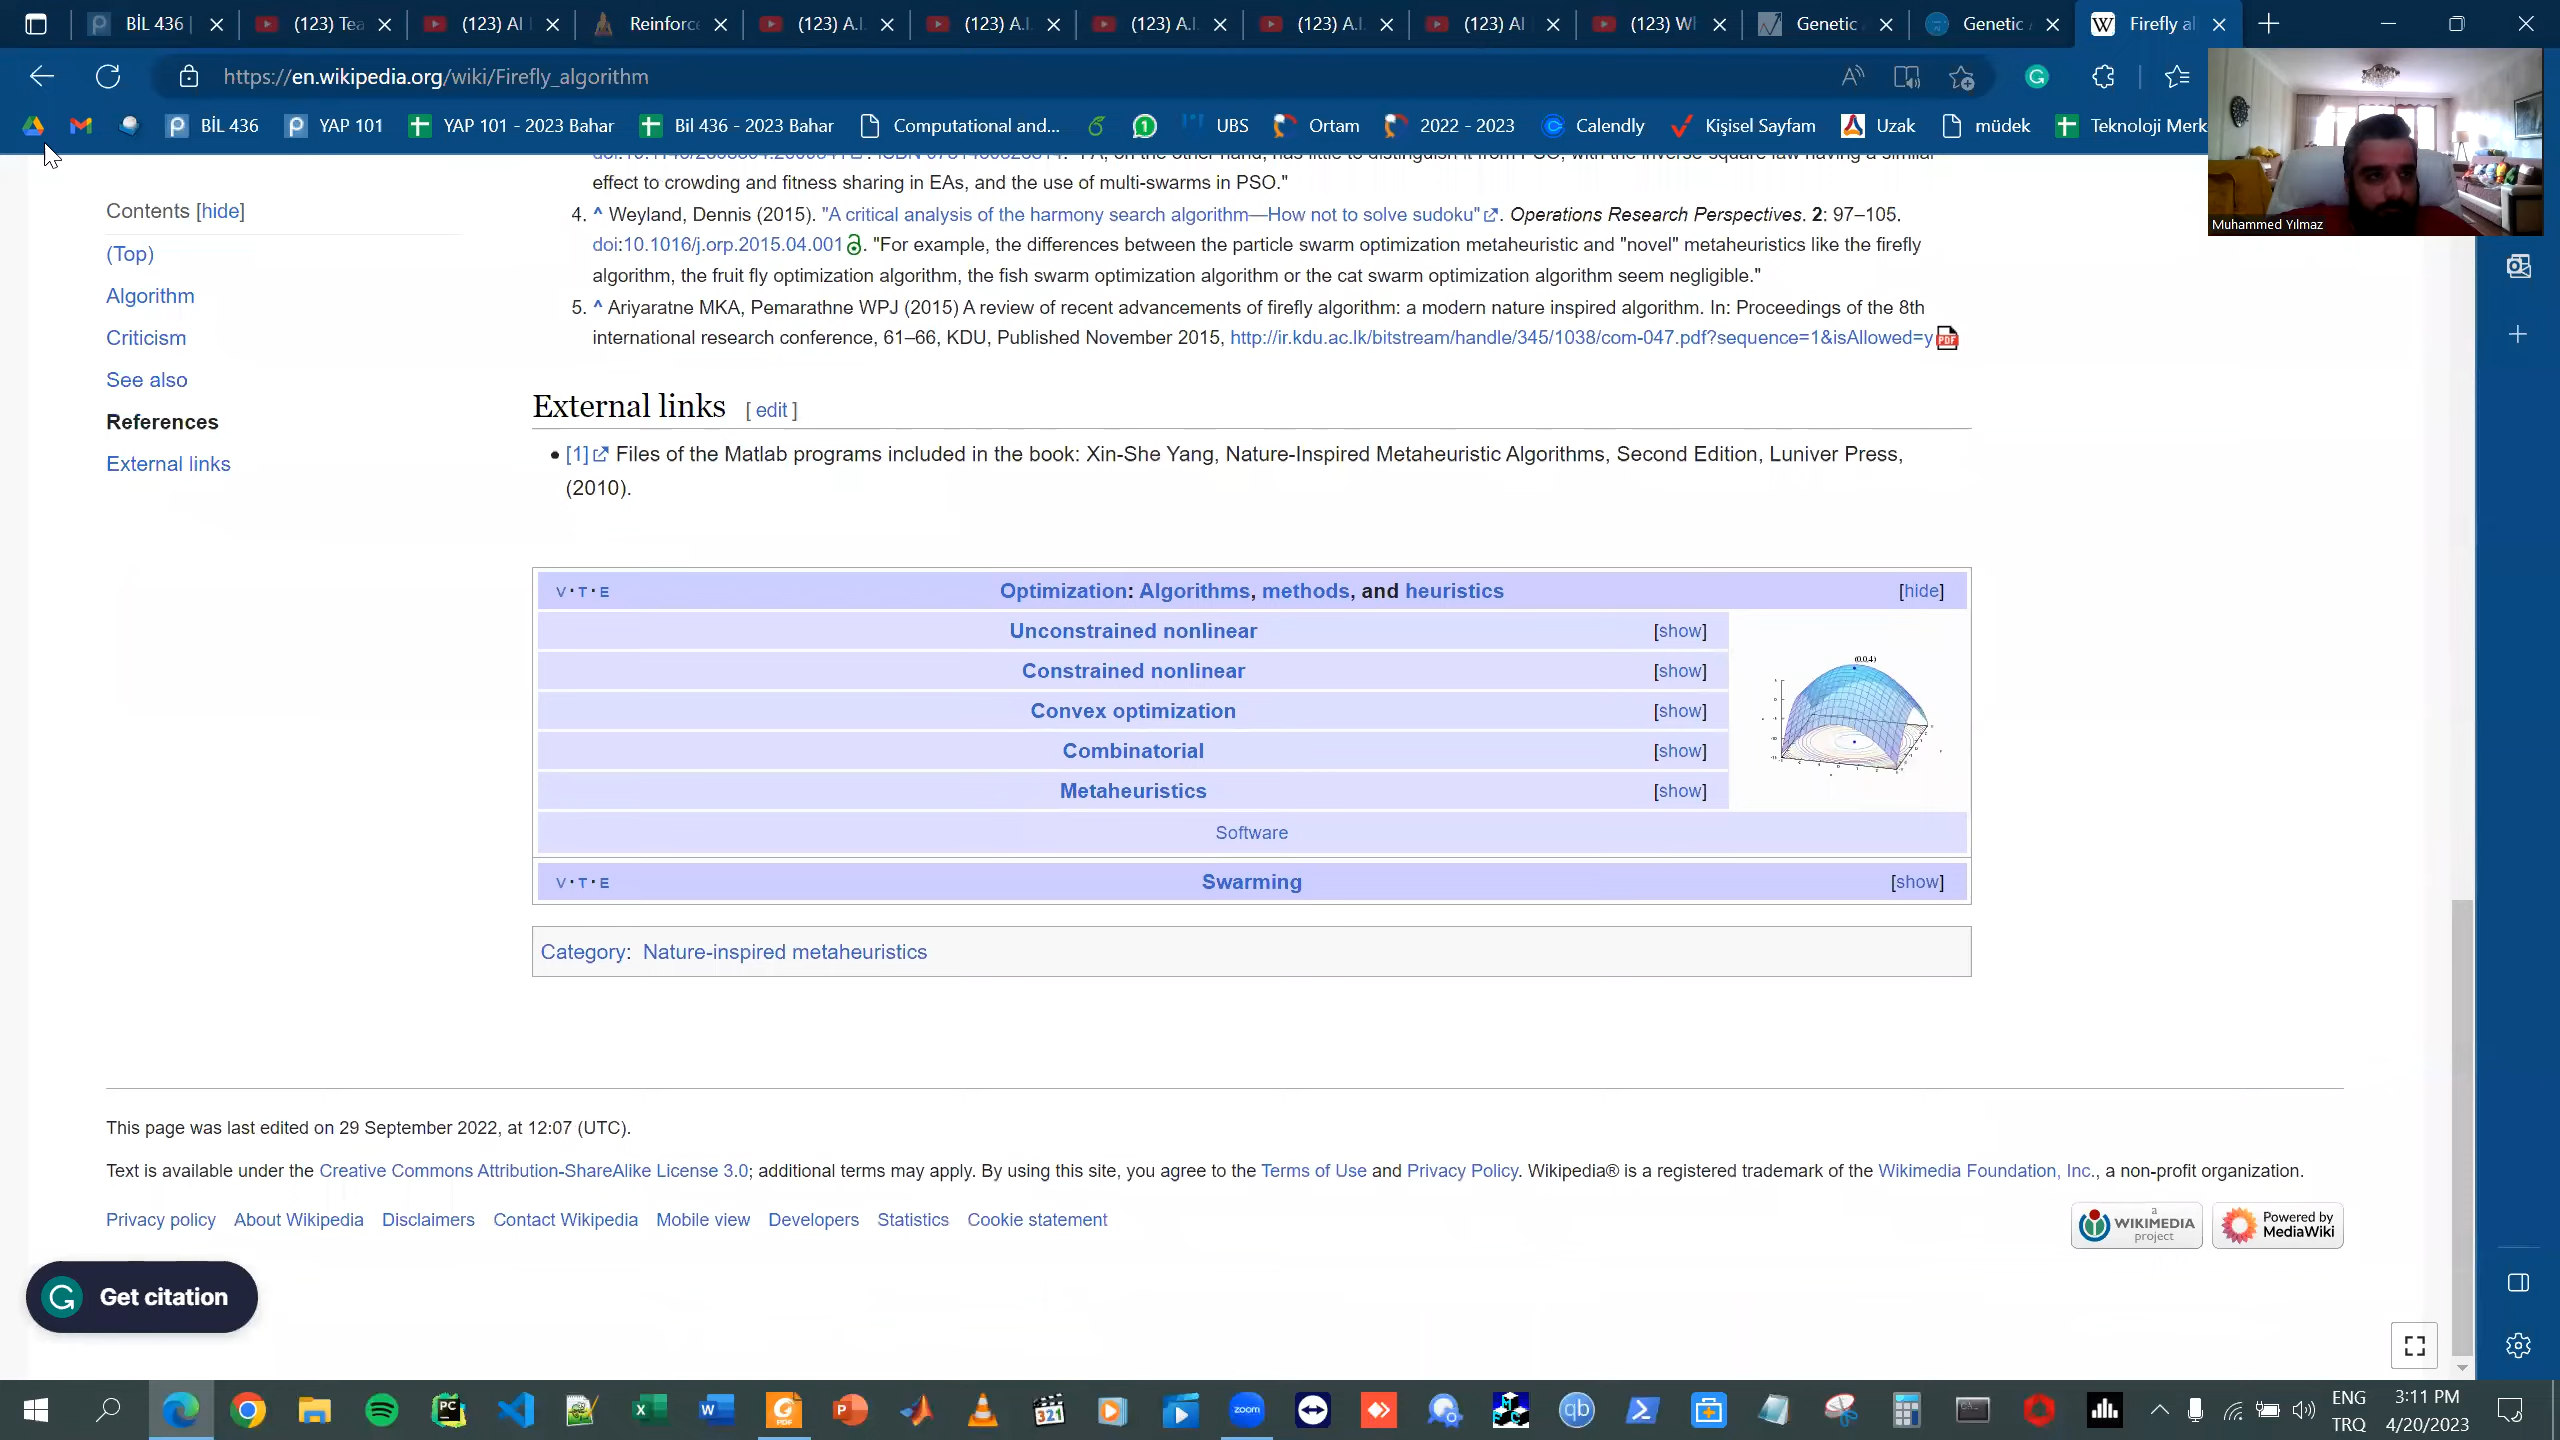 BİL 436
(123) Tea
(123) AI
Reinforc
(123) A.I.
(123) A.I.
(123) A.I.
(123) A.I.
(123) AI
(123) W
Genetic
Genetic
Firefly al
https://en.wikipedia.org/wiki/Firefly_algorithm
BİL 436
YAP 101
YAP 101 - 2023 Bahar
Bil 436 - 2023 Bahar
Computational and...
UBS
Ortam
2022 - 2023
Calendly
Kişisel Sayfam
Uzak
müdek
Teknoloji Merk
Muhammed Yılmaz
Contents [hide]
(Top)
Algorithm
Criticism
See also
References
External links
effect to crowding and fitness sharing in EAs, and the use of multi-swarms in PSO."
4. ^ Weyland, Dennis (2015). "A critical analysis of the harmony search algorithm—How not to solve sudoku". Operations Research Perspectives. 2: 97–105.
doi:10.1016/j.orp.2015.04.001. "For example, the differences between the particle swarm optimization metaheuristic and "novel" metaheuristics like the firefly
algorithm, the fruit fly optimization algorithm, the fish swarm optimization algorithm or the cat swarm optimization algorithm seem negligible."
5. ^ Ariyaratne MKA, Pemarathne WPJ (2015) A review of recent advancements of firefly algorithm: a modern nature inspired algorithm. In: Proceedings of the 8th
international research conference, 61–66, KDU, Published November 2015, http://ir.kdu.ac.lk/bitstream/handle/345/1038/com-047.pdf?sequence=1&isAllowed=y
External links [ edit ]
• [1] Files of the Matlab programs included in the book: Xin-She Yang, Nature-Inspired Metaheuristic Algorithms, Second Edition, Luniver Press,
(2010).
V · T · E Optimization: Algorithms, methods, and heuristics [hide]
Unconstrained nonlinear [show]
Constrained nonlinear [show]
Convex optimization [show]
Combinatorial [show]
Metaheuristics [show]
Software
V · T · E Swarming [show]
Category: Nature-inspired metaheuristics
This page was last edited on 29 September 2022, at 12:07 (UTC).
Text is available under the Creative Commons Attribution-ShareAlike License 3.0; additional terms may apply. By using this site, you agree to the Terms of Use and Privacy Policy. Wikipedia® is a registered trademark of the Wikimedia Foundation, Inc., a non-profit organization.
Privacy policy About Wikipedia Disclaimers Contact Wikipedia Mobile view Developers Statistics Cookie statement
a WIKIMEDIA project
Powered by MediaWiki
Get citation
ENG
TRQ
3:11 PM
4/20/2023